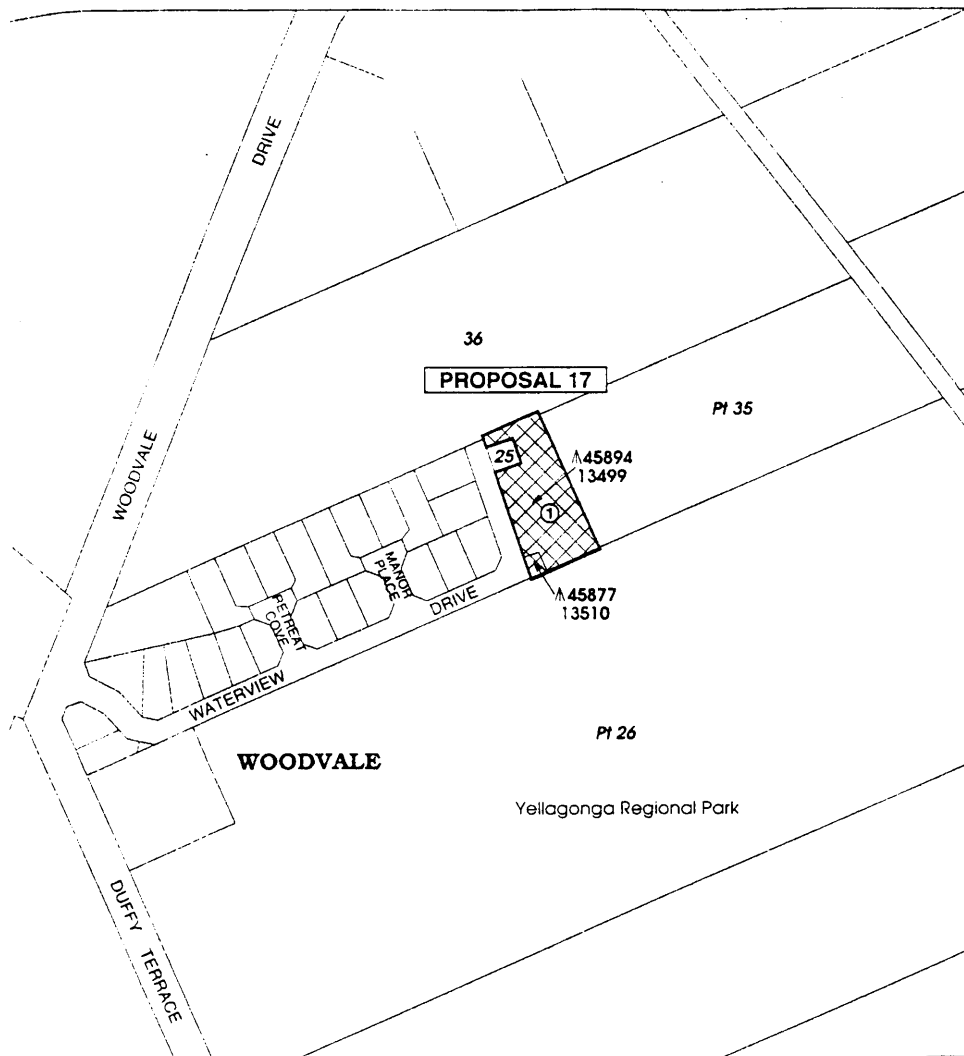 DRIVE
WOODVALE
36
PROPOSAL 17
Pt 35
25
45894
13499
1
45877
13510
MANOR
PLACE
RETREAT
COVE
DRIVE
WATERVIEW
WOODVALE
Pt 26
Yellagonga Regional Park
DUFFY TERRACE